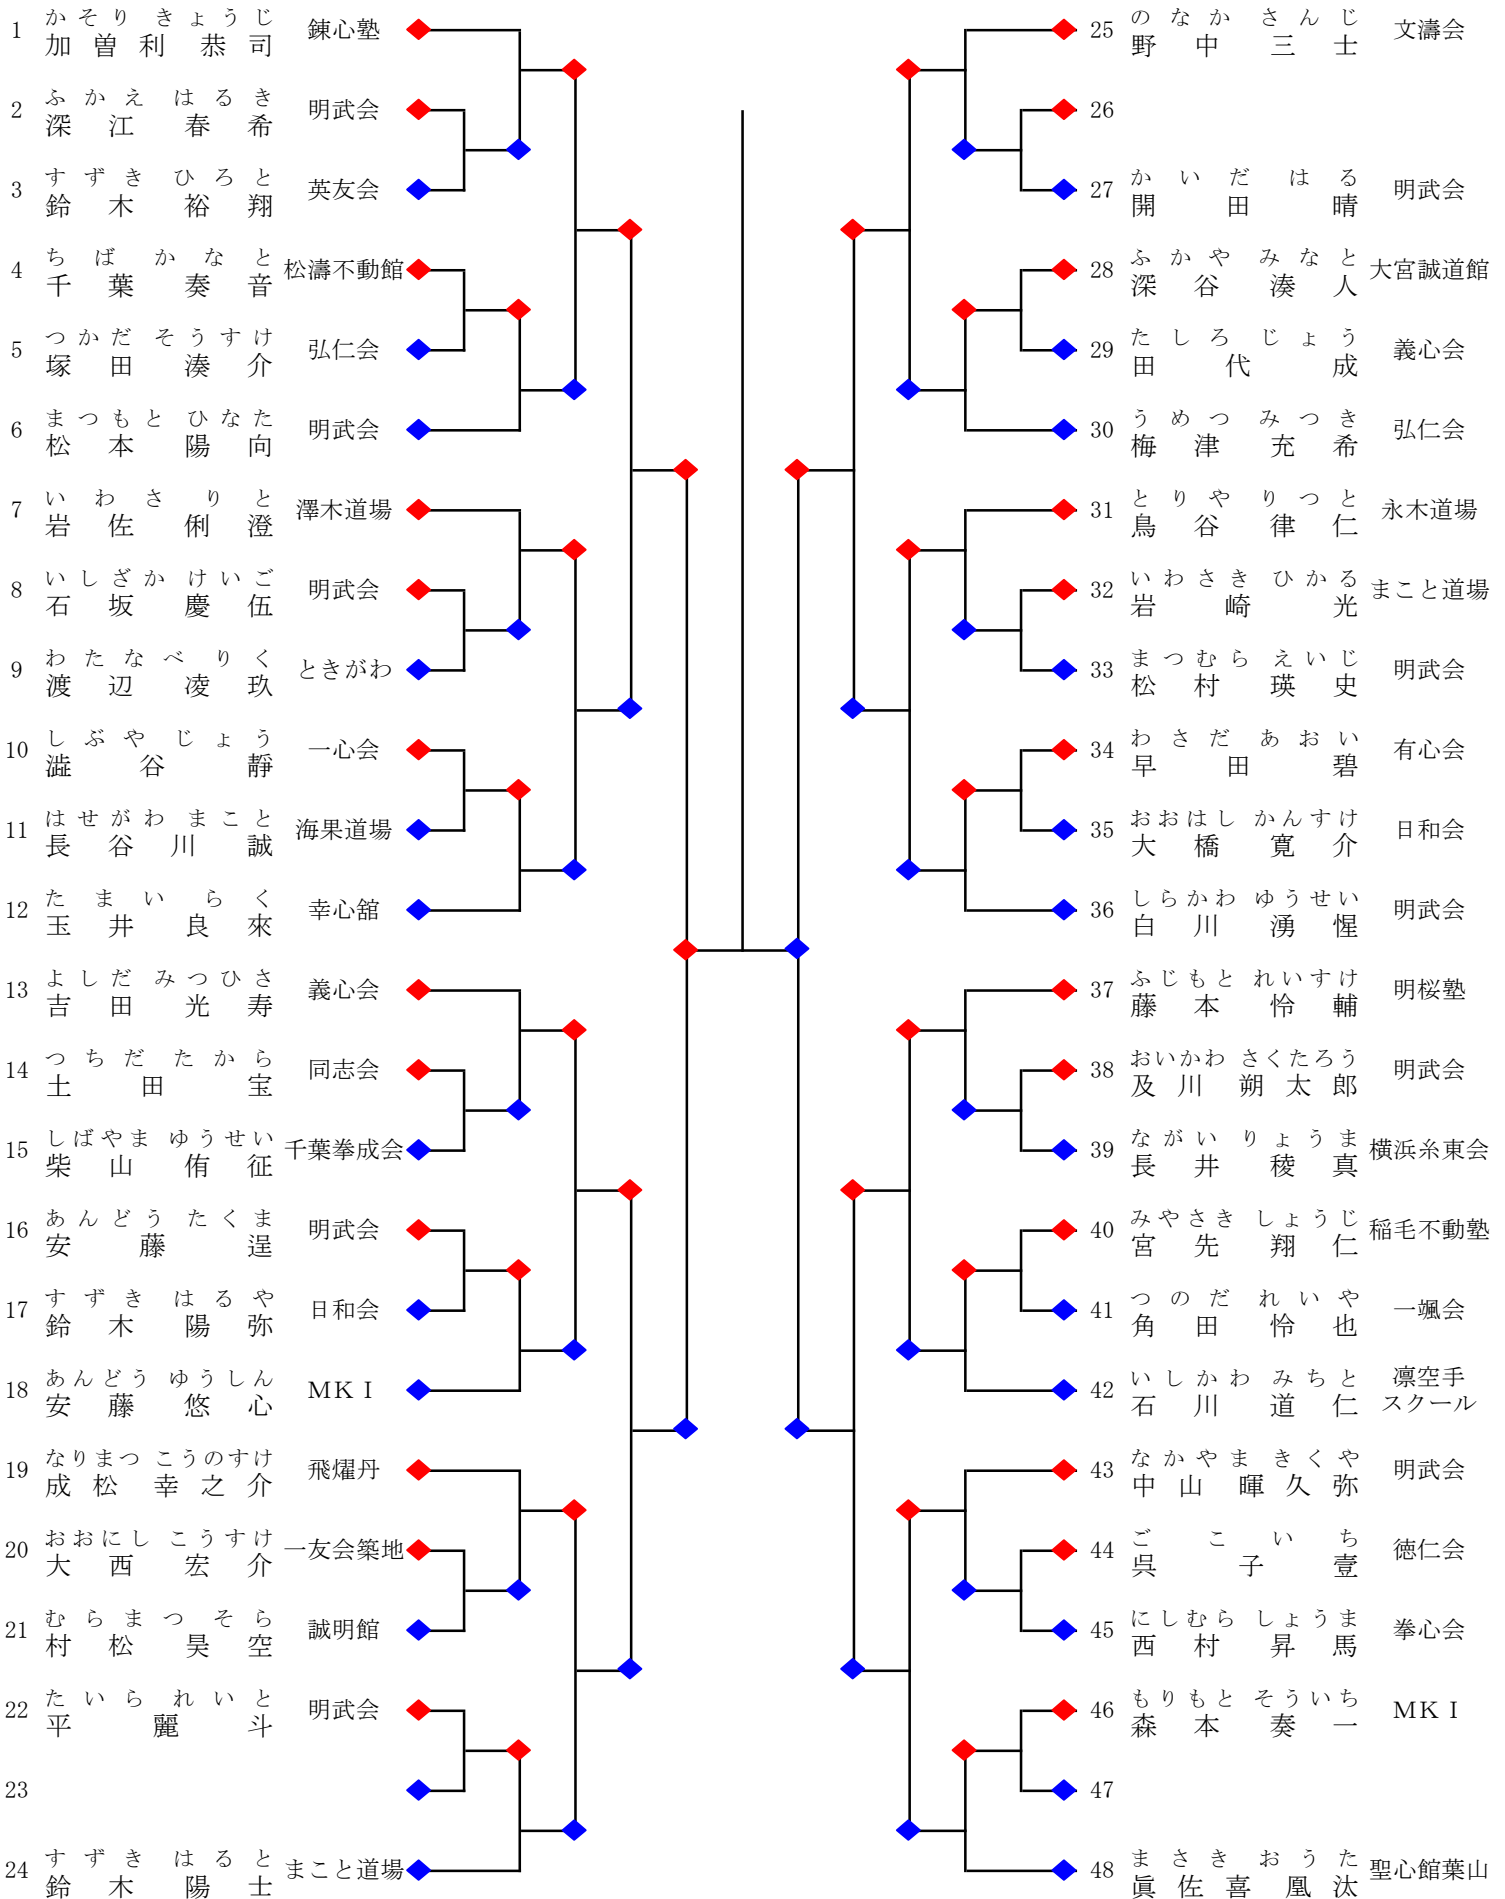 かそり きょうじ
1 加曽利 恭司 錬心塾
ふかえ はるき
2 深江 春希 明武会
すずき ひろと
3 鈴木 裕翔 英友会
ちば かなと
4 千葉 奏音 松濤不動館
つかだ そうすけ
5 塚田 湊介 弘仁会
まつもと ひなた
6 松本 陽向 明武会
いわさ りと
7 岩佐 俐澄 澤木道場
いしざか けいご
8 石坂 慶伍 明武会
わたなべ りく
9 渡辺 凌玖 ときがわ
しぶや じょう
10 澁谷 靜 一心会
はせがわ まこと
11 長谷川 誠 海果道場
たまい らく
12 玉井 良來 幸心舘
よしだ みつひさ
13 吉田 光寿 義心会
つちだ たから
14 土田 宝 同志会
しばやま ゆうせい
15 柴山 侑征 千葉拳成会
あんどう たくま
16 安藤 逞 明武会
すずき はるや
17 鈴木 陽弥 日和会
あんどう ゆうしん
18 安藤 悠心 MKI
なりまつ こうのすけ
19 成松 幸之介 飛燿丹
おおにし こうすけ
20 大西 宏介 一友会築地
むらまつ そら
21 村松 昊空 誠明館
たいら れいと
22 平 麗斗 明武会
23
すずき はると
24 鈴木 陽士 まこと道場
のなか さんじ
25 野中 三士 文濤会
26
かいだ はる
27 開田 晴 明武会
ふかや みなと
28 深谷 湊人 大宮誠道館
たしろ じょう
29 田代 成 義心会
うめつ みつき
30 梅津 充希 弘仁会
とりや りつと
31 鳥谷 律仁 永木道場
いわさき ひかる
32 岩崎 光 まこと道場
まつむら えいじ
33 松村 瑛史 明武会
わさだ あおい
34 早田 碧 有心会
おおはし かんすけ
35 大橋 寛介 日和会
しらかわ ゆうせい
36 白川 湧惺 明武会
ふじもと れいすけ
37 藤本 怜輔 明桜塾
おいかわ さくたろう
38 及川 朔太郎 明武会
ながい りょうま
39 長井 稜真 横浜糸東会
みやさき しょうじ
40 宮先 翔仁 稲毛不動塾
つのだ れいや
41 角田 怜也 一颯会
いしかわ みちと
42 石川 道仁 凛空手
スクール
なかやま きくや
43 中山 暉久弥 明武会
ご こいち
44 呉 子壹 徳仁会
にしむら しょうま
45 西村 昇馬 拳心会
もりもと そういち
46 森本 奏一 MKI
47
まさき おうた
48 眞佐喜 凰汰 聖心館葉山